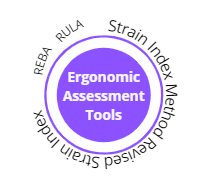 REBA
RULA
Strain Index Method
Revised Strain Index
Ergonomic
Assessment
Tools